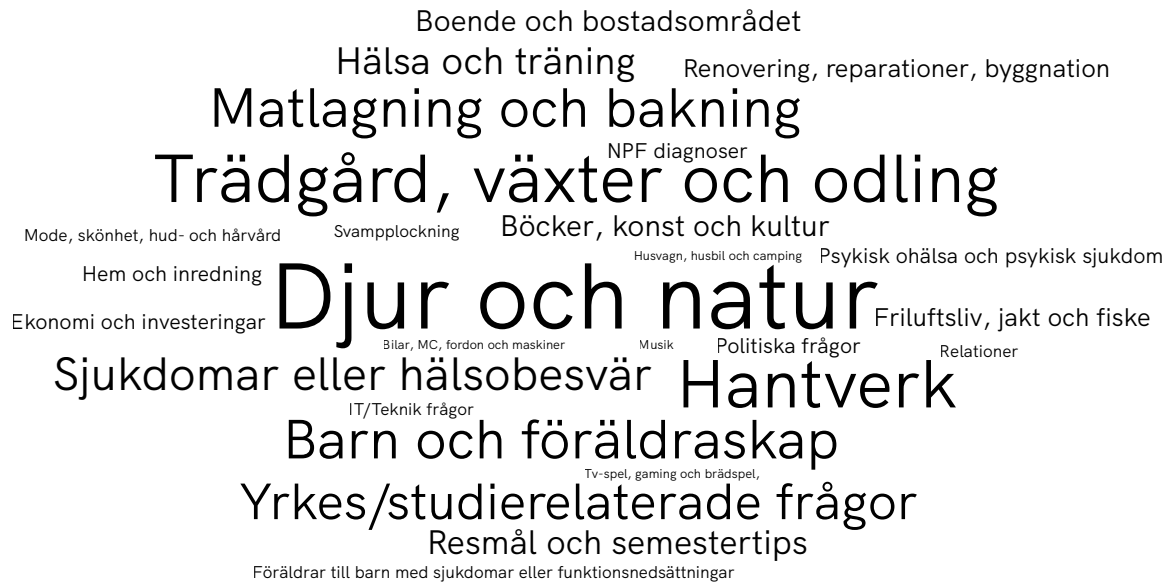 Boende och bostadsområdet
Hälsa och träning
Renovering, reparationer, byggnation
Matlagning och bakning
NPF diagnoser
Trädgård, växter och odling
Böcker, konst och kultur
Mode, skönhet, hud- och hårvård
Svampplockning
Husvagn, husbil och camping
Psykisk ohälsa och psykisk sjukdom
Hem och inredning
Djur och natur
Ekonomi och investeringar
Friluftsliv, jakt och fiske
Bilar, MC, fordon och maskiner
Musik
Politiska frågor
Relationer
Sjukdomar eller hälsobesvär
Hantverk
IT/Teknik frågor
Barn och föräldraskap
Tv-spel, gaming och brädspel,
Yrkes/studierelaterade frågor
Resmål och semestertips
Föräldrar till barn med sjukdomar eller funktionsnedsättningar